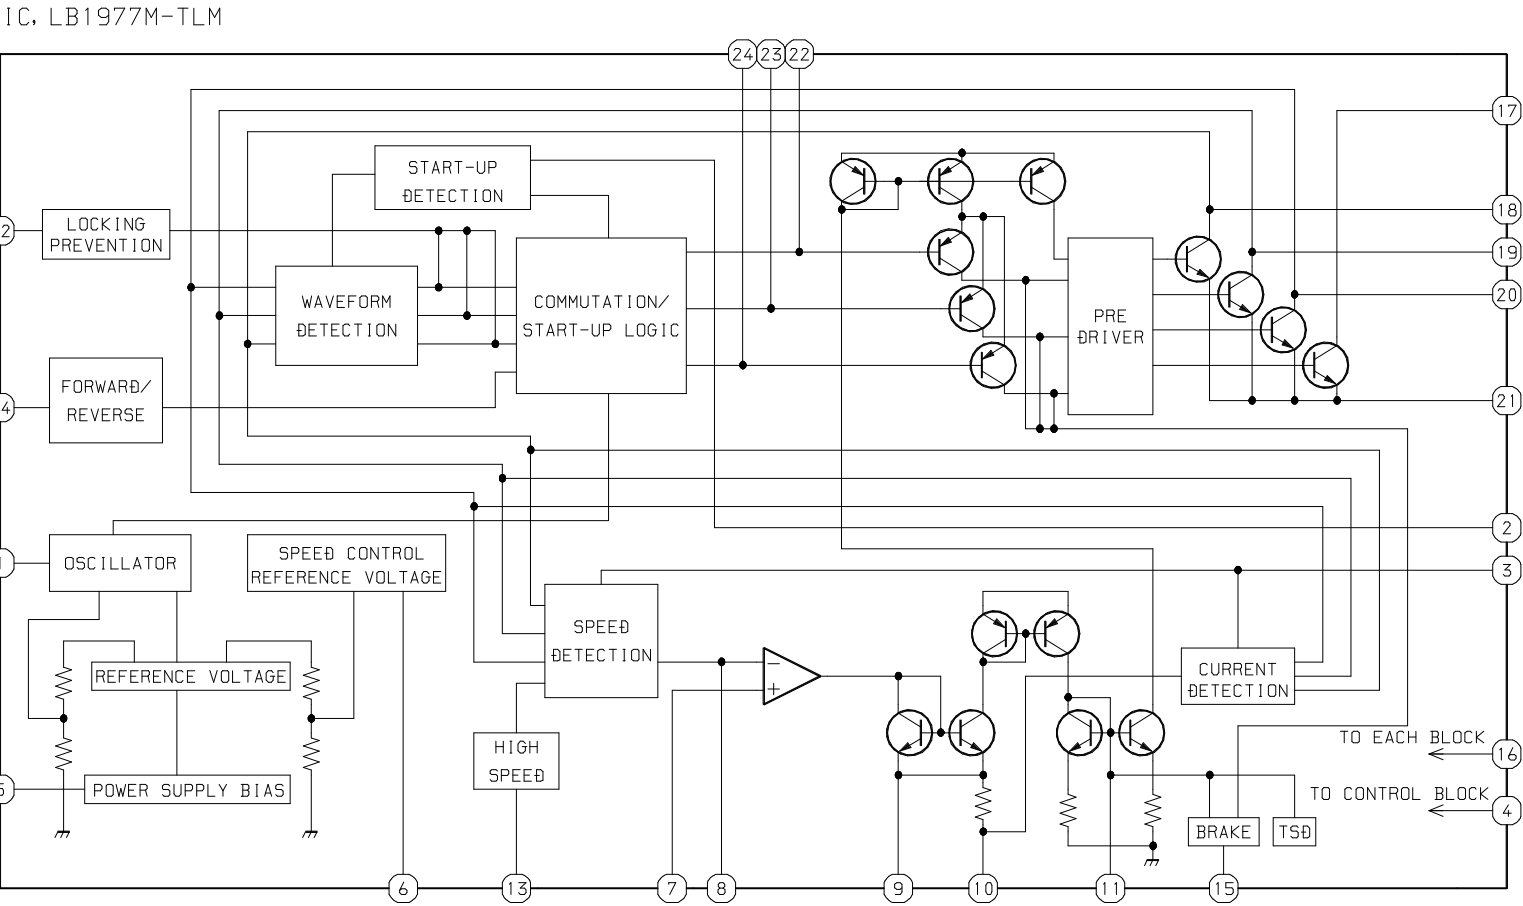 IC, LB1977M-TLM
24 23 22
17
START-UP
DETECTION
2
LOCKING
PREVENTION
18
19
20
WAVEFORM
DETECTION
COMMUTATION/
START-UP LOGIC
PRE
DRIVER
4
FORWARD/
REVERSE
21
OSCILLATOR
SPEED CONTROL
REFERENCE VOLTAGE
2
3
SPEED
DETECTION
REFERENCE VOLTAGE
−
+
CURRENT
DETECTION
HIGH
SPEED
TO EACH BLOCK
16
5
POWER SUPPLY BIAS
TO CONTROL BLOCK
4
BRAKE
TSD
6
13
7
8
9
10
11
15